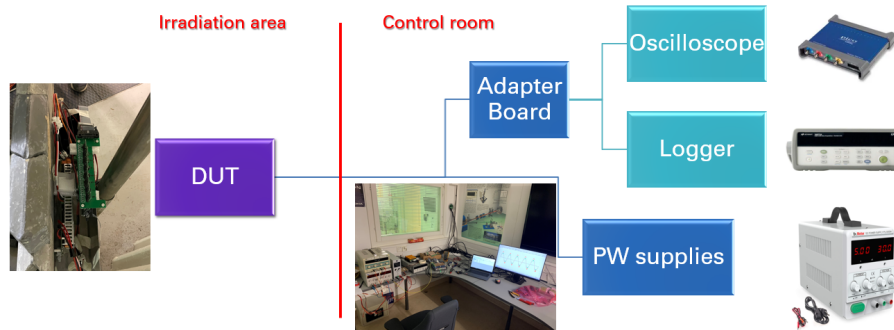 Irradiation area
Control room
Oscilloscope
Adapter
Board
Logger
DUT
PW supplies